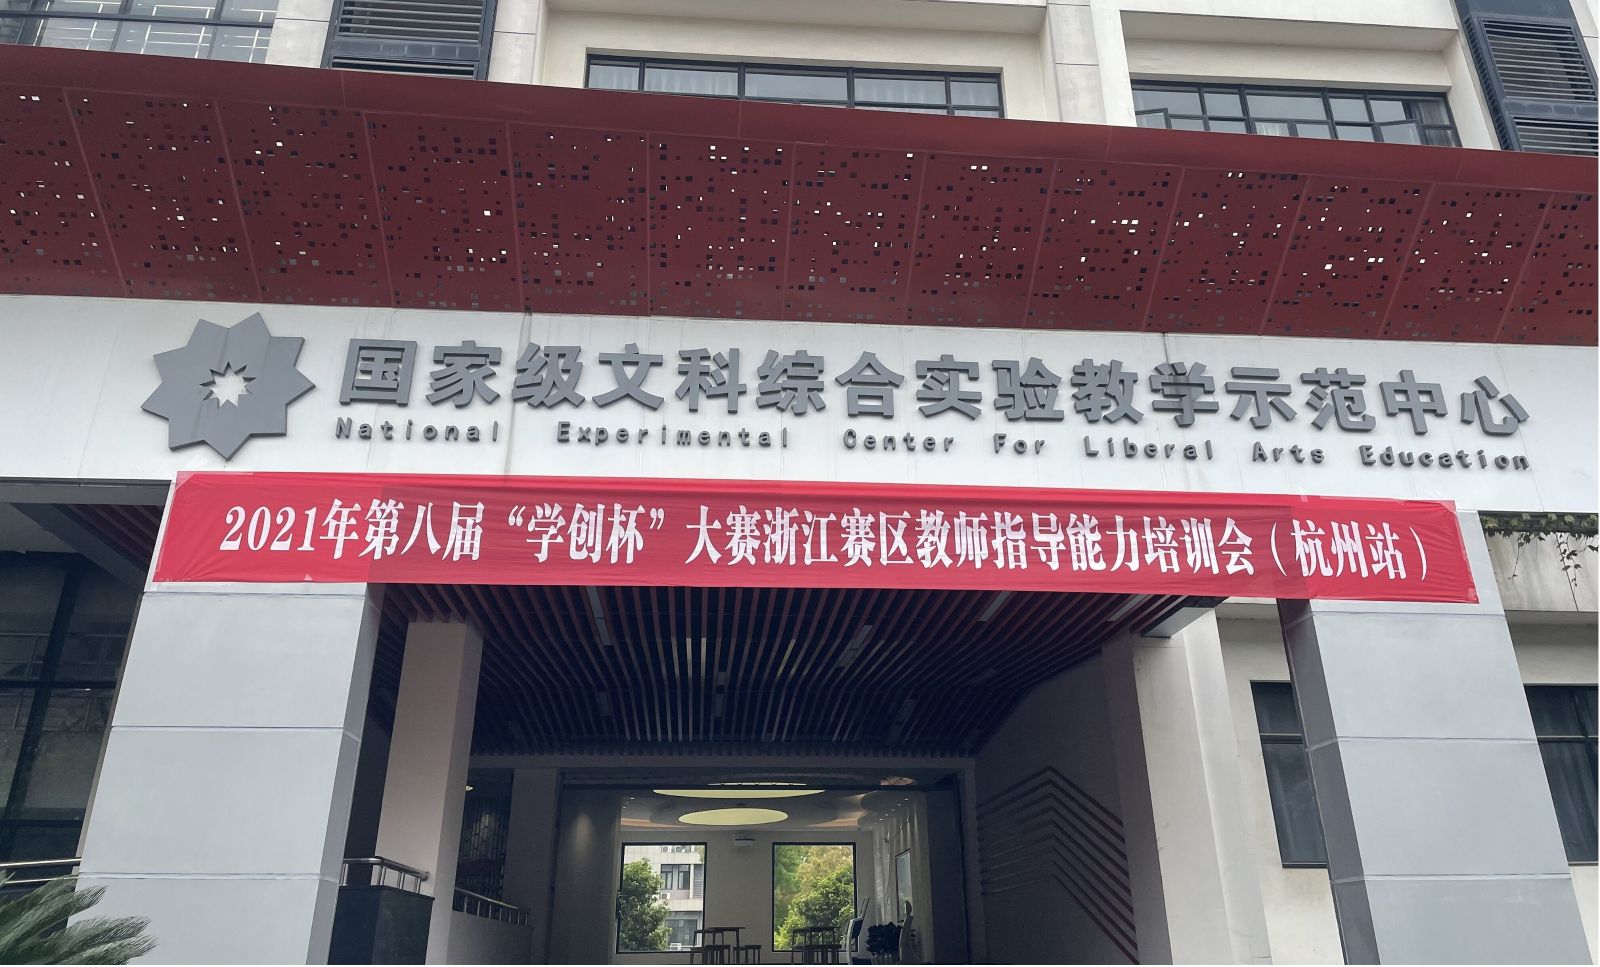 国家级文科综合实验教学示范中心
National Experimental Center For Liberal Arts Education
2021年第八届“学创杯”大赛浙江赛区教师指导能力培训会（杭州站）